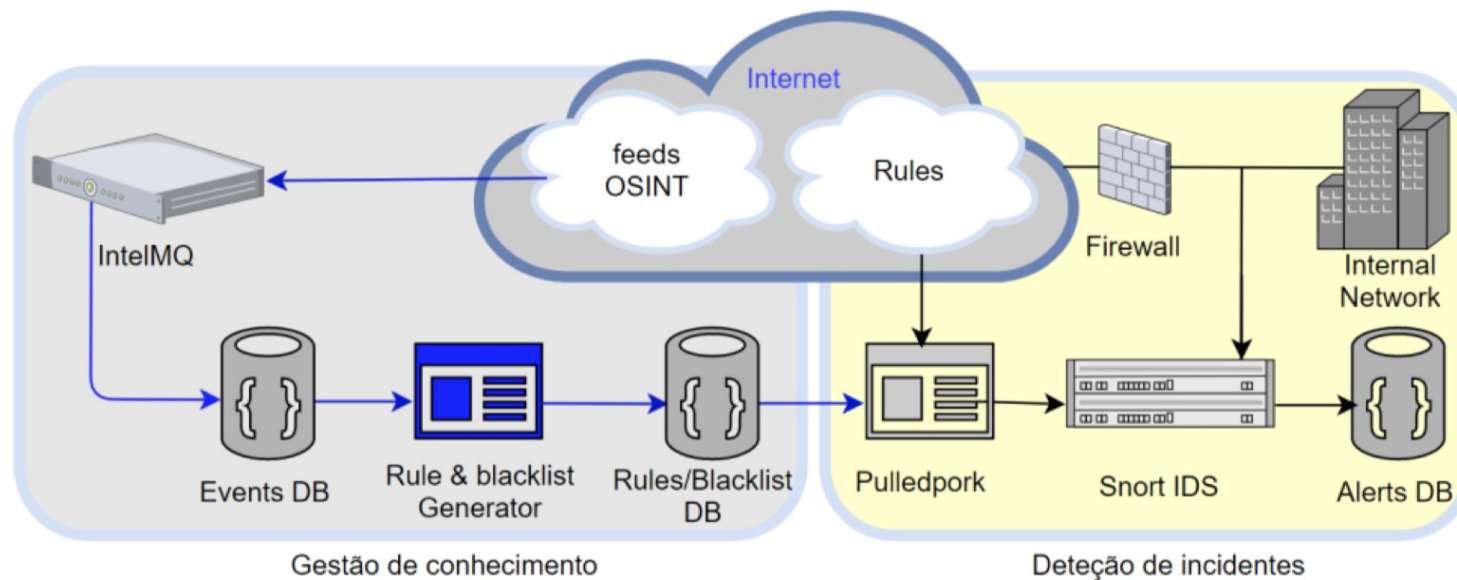 Internet
feeds
OSINT
Rules
IntelMQ
Firewall
Internal
Network
Events DB
Rule & blacklist
Generator
Rules/Blacklist
DB
Pulledpork
Snort IDS
Alerts DB
Gestão de conhecimento
Deteção de incidentes